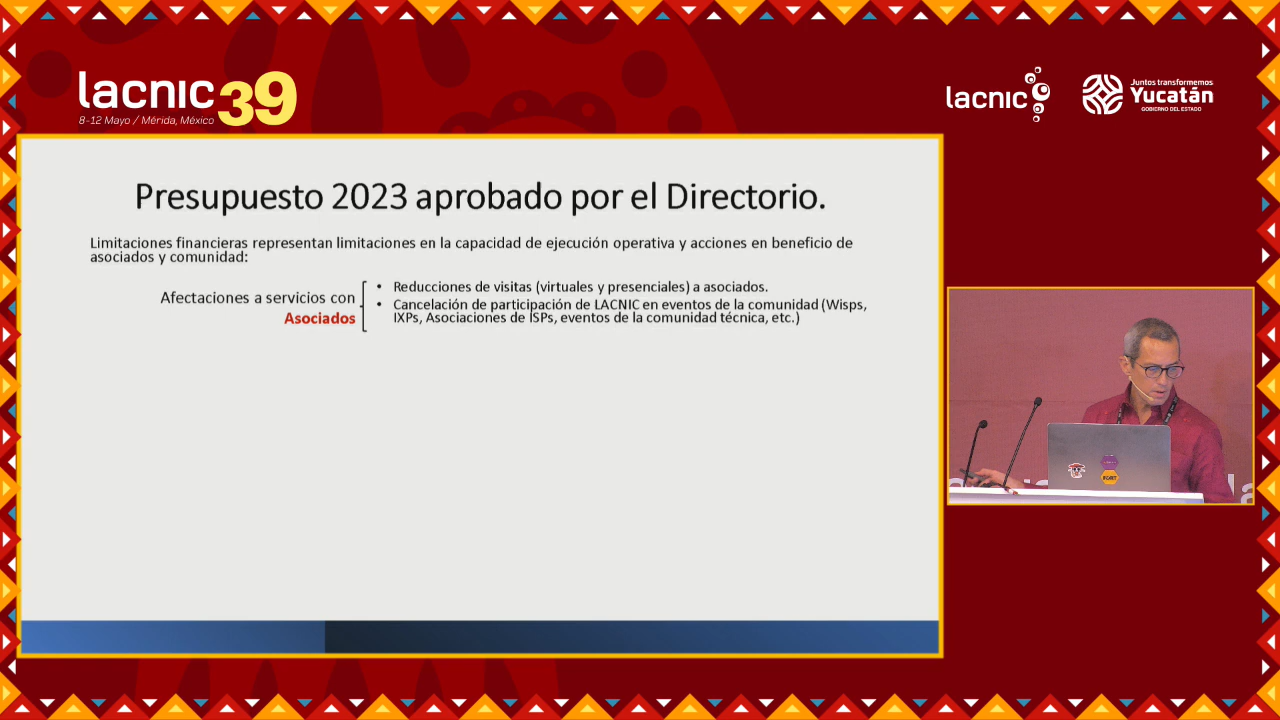 lacnic 39
8-12 Mayo / Mérida, México
lacnic
Juntos transformemos
Yucatán
GOBIERNO DEL ESTADO
Presupuesto 2023 aprobado por el Directorio.
Limitaciones financieras representan limitaciones en la capacidad de ejecución operativa y acciones en beneficio de
asociados y comunidad:
Afectaciones a servicios con
Asociados
• Reducciones de visitas (virtuales y presenciales) a asociados.
• Cancelación de participación de LACNIC en eventos de la comunidad (Wisps,
IXPs, Asociaciones de ISPs, eventos de la comunidad técnica, etc.)